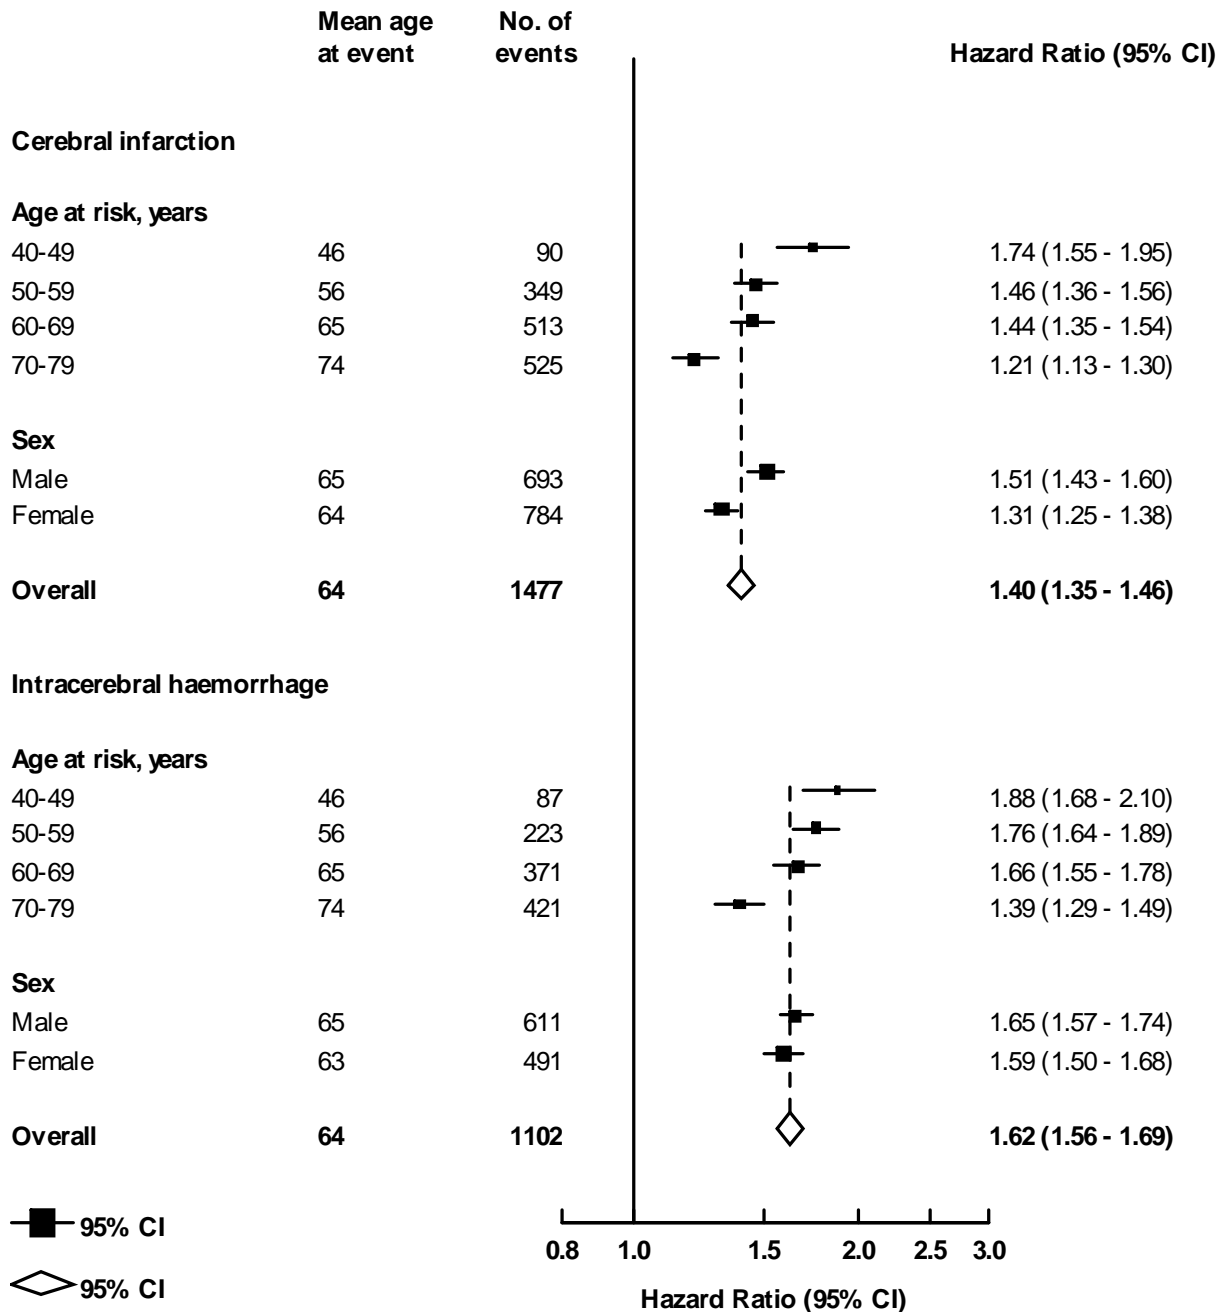 Mean age No. of
at event events Hazard Ratio (95% CI)
Cerebral infarction
Age at risk, years
40-49 46 90 1.74 (1.55 - 1.95)
50-59 56 349 1.46 (1.36 - 1.56)
60-69 65 513 1.44 (1.35 - 1.54)
70-79 74 525 1.21 (1.13 - 1.30)
Sex
Male 65 693 1.51 (1.43 - 1.60)
Female 64 784 1.31 (1.25 - 1.38)
Overall 64 1477 1.40 (1.35 - 1.46)
Intracerebral haemorrhage
Age at risk, years
40-49 46 87 1.88 (1.68 - 2.10)
50-59 56 223 1.76 (1.64 - 1.89)
60-69 65 371 1.66 (1.55 - 1.78)
70-79 74 421 1.39 (1.29 - 1.49)
Sex
Male 65 611 1.65 (1.57 - 1.74)
Female 63 491 1.59 (1.50 - 1.68)
Overall 64 1102 1.62 (1.56 - 1.69)
95% CI
0.8 1.0 1.5 2.0 2.5 3.0
95% CI
Hazard Ratio (95% CI)